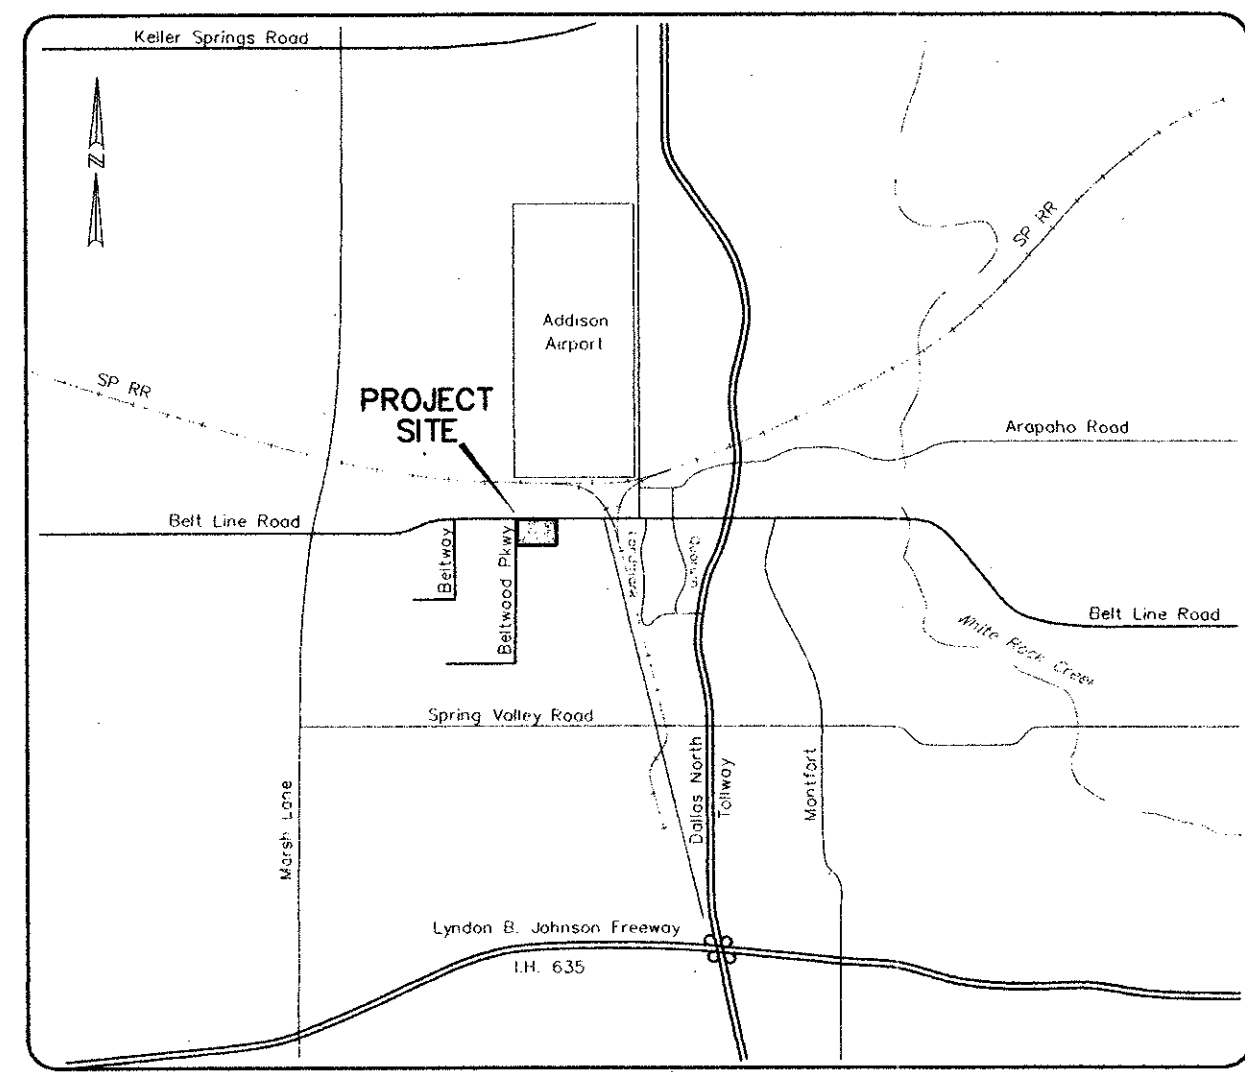 Keller Springs Road
N
SP RR
Addison
Airport
SP RR
PROJECT
SITE
Arapaho Road
Belt Line Road
Beltway
Beltwood Pkwy
Quorum
Belt Line Road
White Rock Creek
Spring Valley Road
Dallas North
Tollway
Montfort
Marsh Lane
Lyndon B. Johnson Freeway
I.H. 635